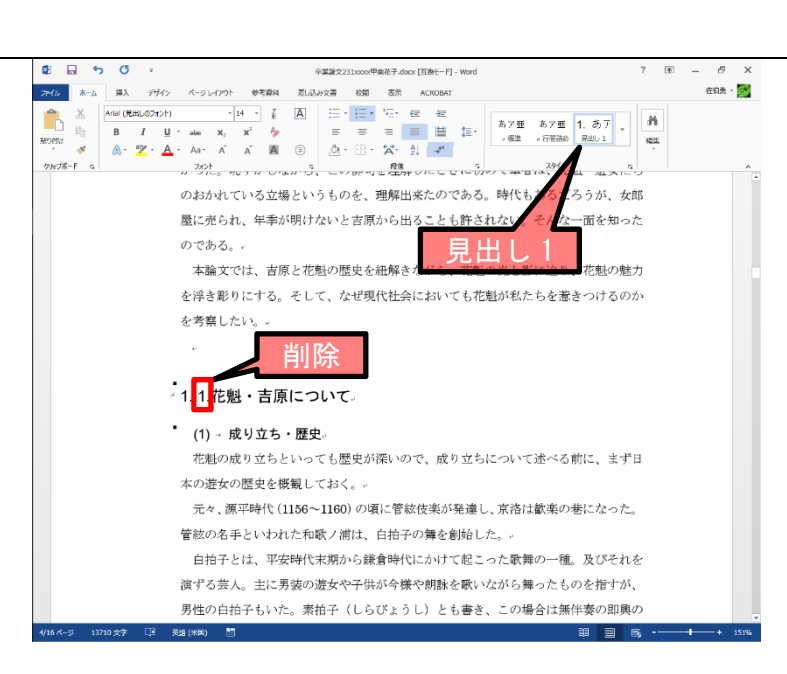 卒業論文231xxxx甲南花子.docx [互換モード] - Word
ファイル ホーム 挿入 デザイン ページ レイアウト 参考資料 差し込み文書 校閲 表示 ACROBAT
Arial (見出しのフォント) 14
貼り付け
B I U abc X₂ X² A
A Aa A A A
あア亜 あア亜 1. あア
標準 行間詰め 見出し 1
編集
クリップボード フォント 段落 スタイル
のおかれている立場というものを、理解出来たのである。
屋に売られ、年季が明けないと吉原から出ることも許されない。そんな一面を知った
のである。
見出し１
本論文では、吉原と花魁の歴史を紐解きながら、
を浮き彫りにする。そして、なぜ現代社会においても花魁が私たちを惹きつけるのか
を考察したい。
削除
1. 1.花魁・吉原について
(1) 成り立ち・歴史
花魁の成り立ちといっても歴史が深いので、成り立ちについて述べる前に、まず日
本の遊女の歴史を概観しておく。
元々、源平時代(1156～1160)の頃に管絃伎楽が発達し、京洛は歓楽の巷になった。
管絃の名手といわれた和歌ノ浦は、白拍子の舞を創始した。
白拍子とは、平安時代末期から鎌倉時代にかけて起こった歌舞の一種。及びそれを
演ずる芸人。主に男装の遊女や子供が今様や朗詠を歌いながら舞ったものを指すが、
男性の白拍子もいた。素拍子（しらびょうし）とも書き、この場合は無伴奏の即興の
4/16 ページ 13710 文字 英語 (米国) 151%